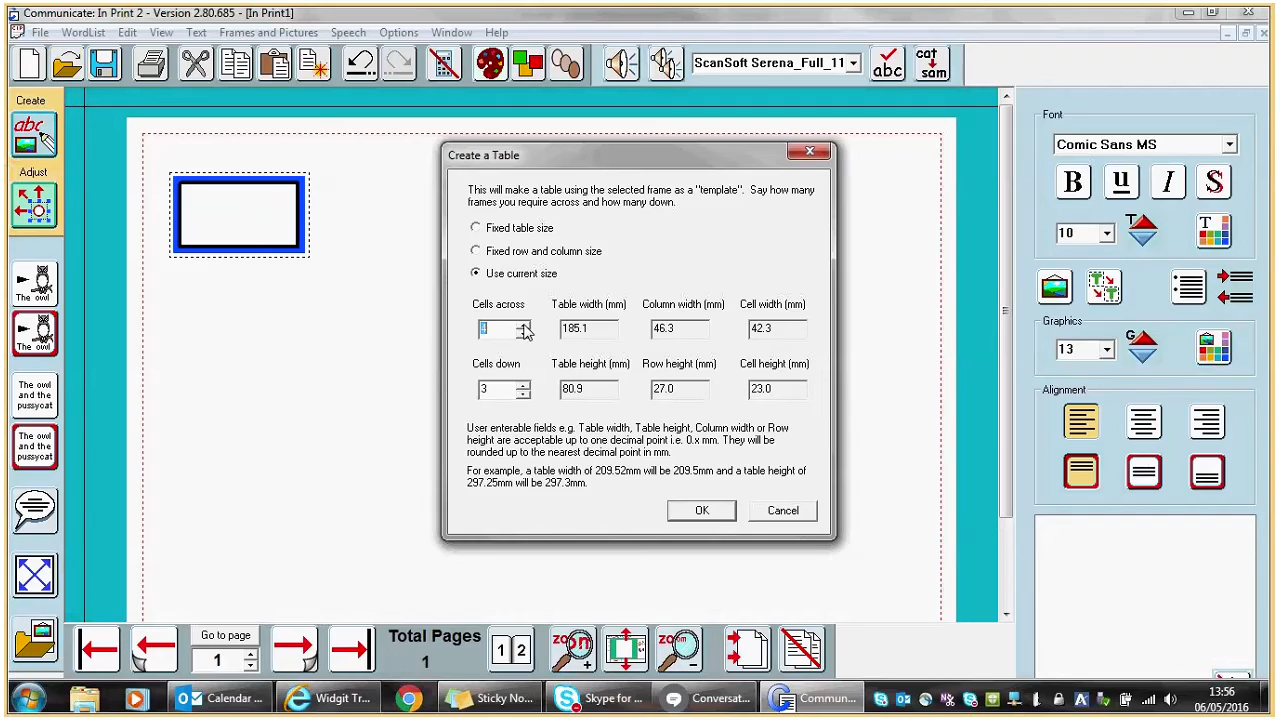 Communicate: In Print 2 - Version 2.80.685 - [In Print1]
File WordList Edit View Text Frames and Pictures Speech Options Window Help
abc
cat
sam
ScanSoft Serena_Full_11
Create
abc
Adjust
The owl
The owl
The owl
and the
pussycat
The owl
and the
pussycat
Create a Table
This will make a table using the selected frame as a "template". Say how many
frames you require across and how many down.
Fixed table size
Fixed row and column size
Use current size
Cells across Table width (mm) Column width (mm) Cell width (mm)
4 185.1 46.3 42.3
Cells down Table height (mm) Row height (mm) Cell height (mm)
3 80.9 27.0 23.0
User enterable fields e.g. Table width, Table height, Column width or Row
height are acceptable up to one decimal point i.e. 0.x mm. They will be
rounded up to the nearest decimal point in mm.
For example, a table width of 209.52mm will be 209.5mm and a table height of
297.25mm will be 297.3mm.
OK Cancel
Font
Comic Sans MS
B u I S
10 T T
Graphics
13 G
Alignment
Go to page
1
Total Pages
1
1 2
zoom +
zoom -
Calendar ...
Widgit Tr...
Sticky No...
Skype for ...
Conversat...
Commun...
13:56
06/05/2016